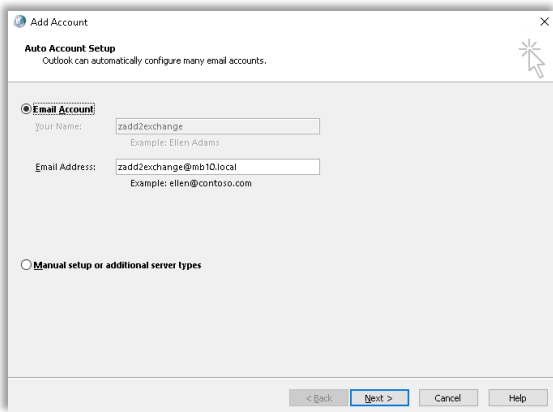 Add Account
Auto Account Setup
Outlook can automatically configure many email accounts.
Email Account
Your Name: zadd2exchange
Example: Ellen Adams
Email Address: zadd2exchange@mb10.local
Example: ellen@contoso.com
Manual setup or additional server types
< Back Next > Cancel Help